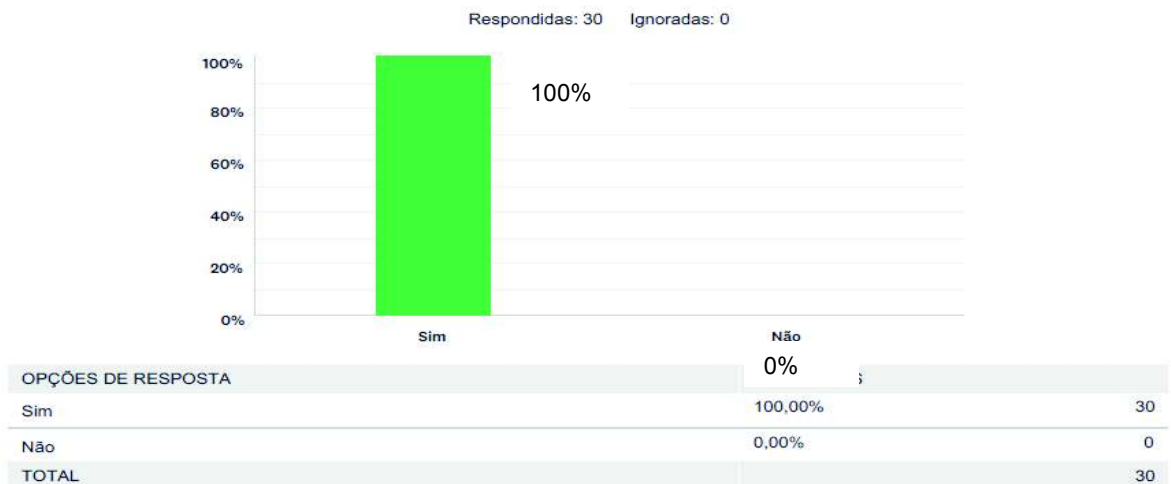 Respondidas: 30 Ignoradas: 0
100%
100%
80%
60%
40%
20%
0%
Sim Não
0%
OPÇÕES DE RESPOSTA
Sim 100,00% 30
Não 0,00% 0
TOTAL 30